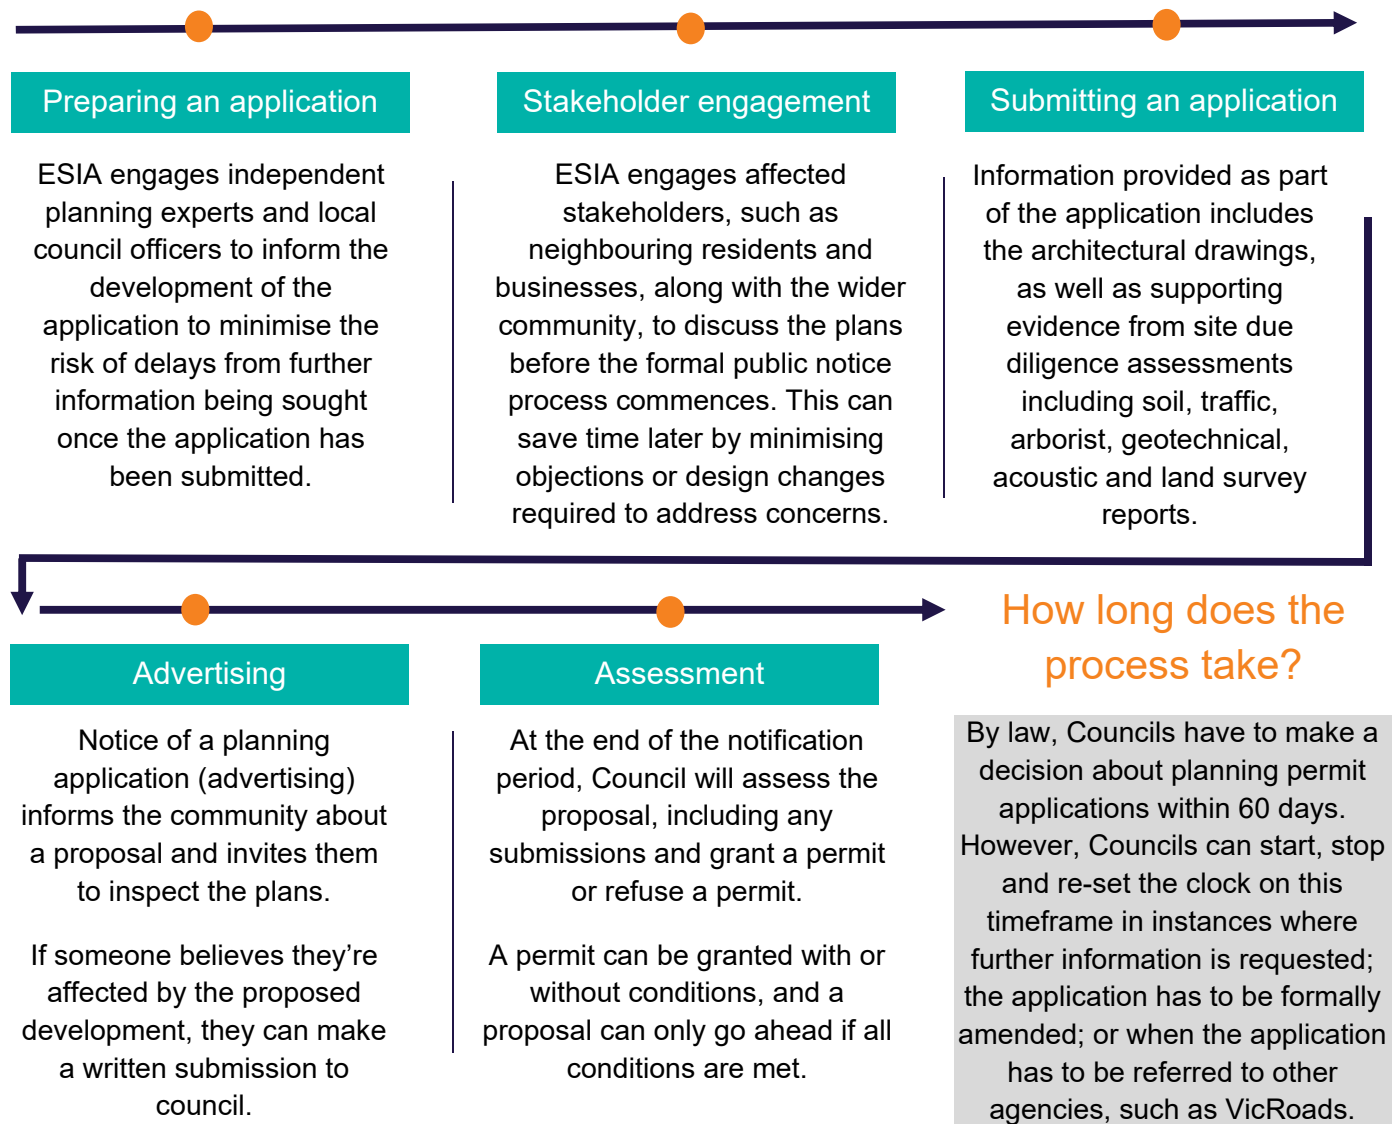 Preparing an application
ESIA engages independent
planning experts and local
council officers to inform the
development of the
application to minimise the
risk of delays from further
information being sought
once the application has
been submitted.
Stakeholder engagement
ESIA engages affected
stakeholders, such as
neighbouring residents and
businesses, along with the wider
community, to discuss the plans
before the formal public notice
process commences. This can
save time later by minimising
objections or design changes
required to address concerns.
Submitting an application
Information provided as part
of the application includes
the architectural drawings,
as well as supporting
evidence from site due
diligence assessments
including soil, traffic,
arborist, geotechnical,
acoustic and land survey
reports.
Advertising
Notice of a planning
application (advertising)
informs the community about
a proposal and invites them
to inspect the plans.
If someone believes they’re
affected by the proposed
development, they can make
a written submission to
council.
Assessment
At the end of the notification
period, Council will assess the
proposal, including any
submissions and grant a permit
or refuse a permit.
A permit can be granted with or
without conditions, and a
proposal can only go ahead if all
conditions are met.
How long does the
process take?
By law, Councils have to make a
decision about planning permit
applications within 60 days.
However, Councils can start, stop
and re-set the clock on this
timeframe in instances where
further information is requested;
the application has to be formally
amended; or when the application
has to be referred to other
agencies, such as VicRoads.